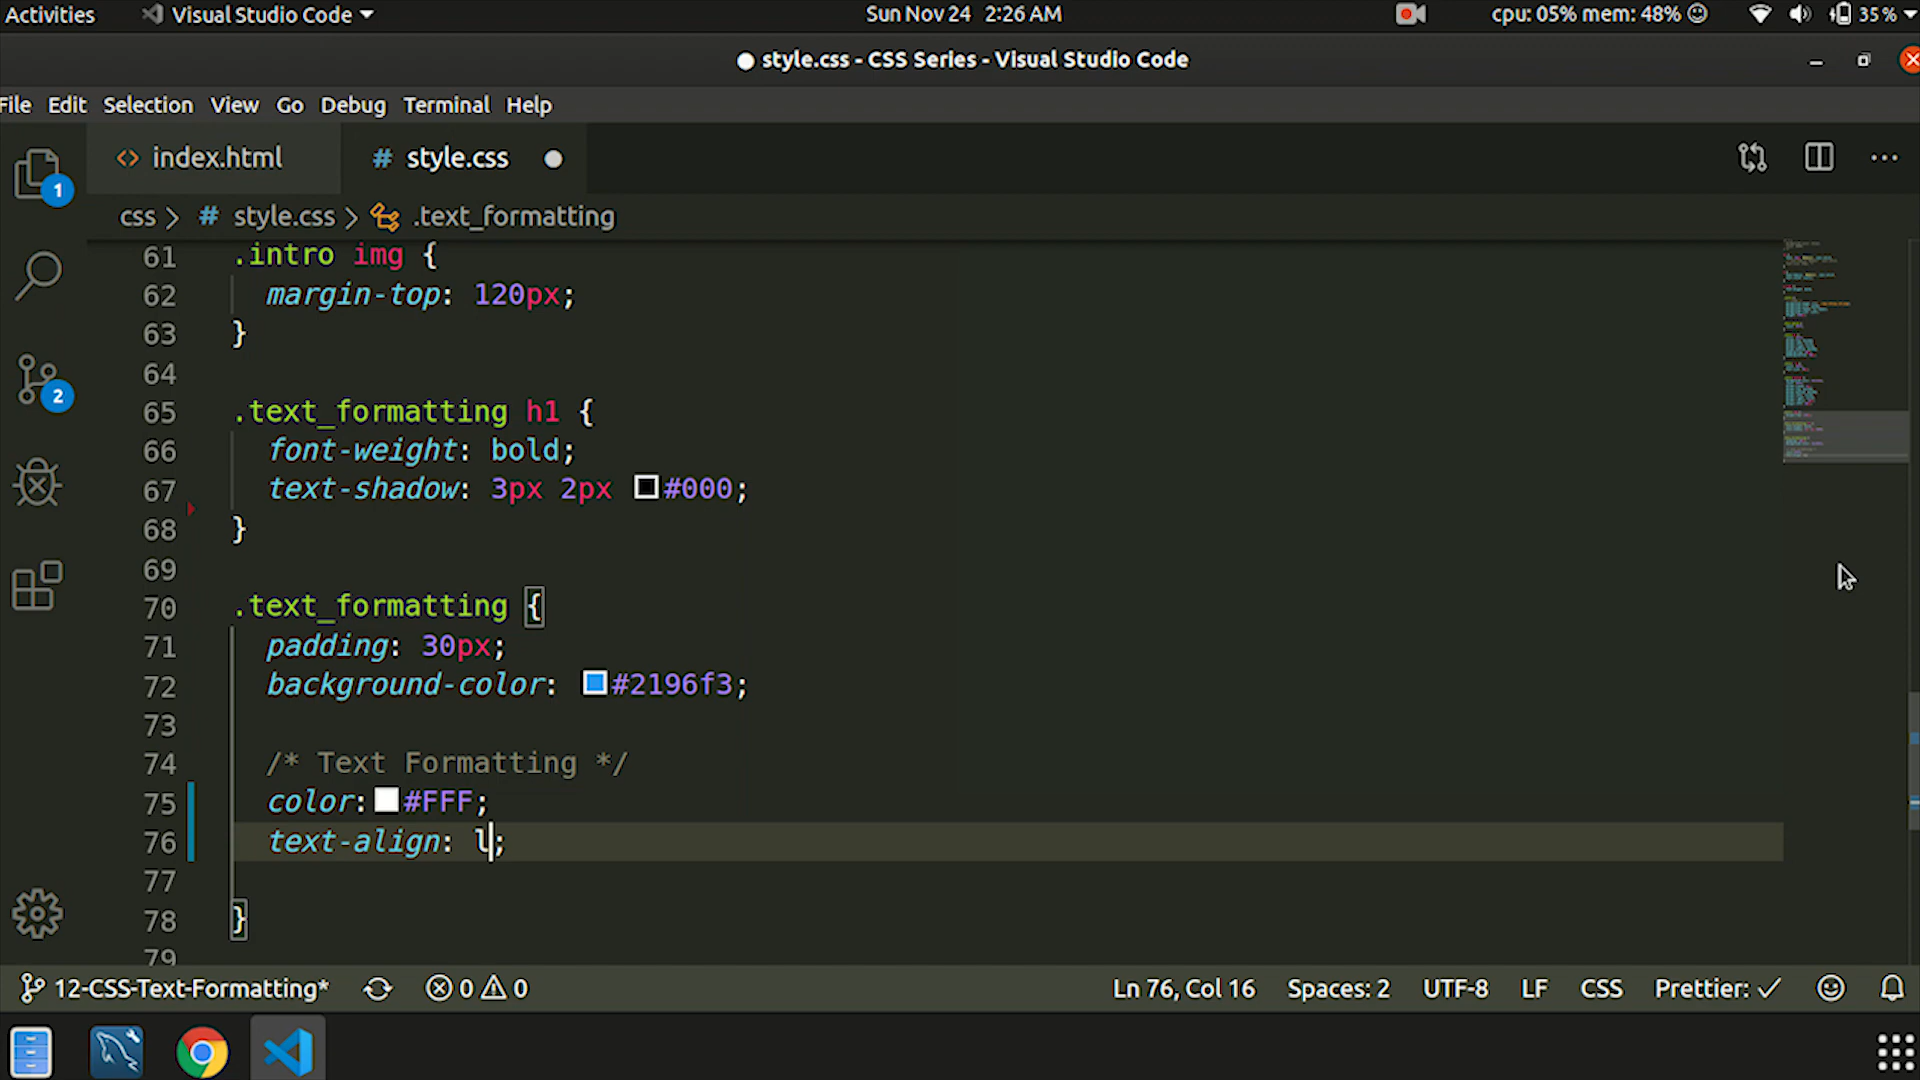 Activities Visual Studio Code Sun Nov 24 2:26 AM cpu: 05% mem: 48% 35%
style.css - CSS Series - Visual Studio Code
File Edit Selection View Go Debug Terminal Help
index.html # style.css
1
css > # style.css > .text_formatting
61 .intro img {
62 margin-top: 120px;
63 }
64
2
65 .text_formatting h1 {
66 font-weight: bold;
67 text-shadow: 3px 2px #000;
68 }
69
70 .text_formatting {
71 padding: 30px;
72 background-color: #2196f3;
73
74 /* Text Formatting */
75 color: #FFF;
76 text-align: l;
77
78 }
79
12-CSS-Text-Formatting* 0 0 Ln 76, Col 16 Spaces: 2 UTF-8 LF CSS Prettier: ✓